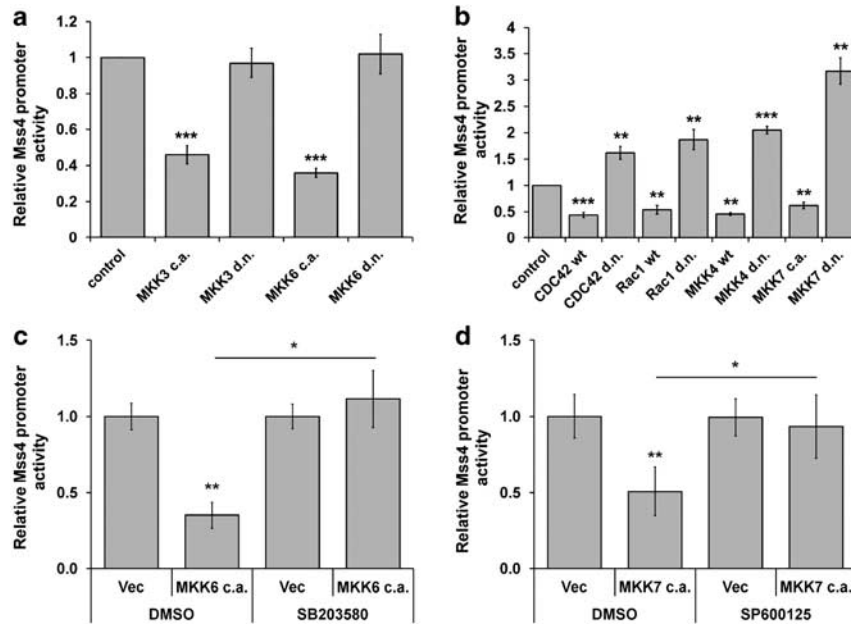 a
Relative Mss4 promoter
activity
1.2
1
0.8
0.6
0.4
0.2
0
***
***
control
MKK3 c.a.
MKK3 d.n.
MKK6 c.a.
MKK6 d.n.
b
Relative Mss4 promoter
activity
4
3.5
3
2.5
2
1.5
1
0.5
0
***
**
**
**
**
***
**
**
control
CDC42 wt
CDC42 d.n.
Rac1 wt
Rac1 d.n.
MKK4 wt
MKK4 d.n.
MKK7 c.a.
MKK7 d.n.
c
Relative Mss4 promoter
activity
1.5
1.0
0.5
0.0
*
**
Vec
MKK6 c.a.
Vec
MKK6 c.a.
DMSO
SB203580
d
Relative Mss4 promoter
activity
1.5
1.0
0.5
0.0
*
**
Vec
MKK7 c.a.
Vec
MKK7 c.a.
DMSO
SP600125